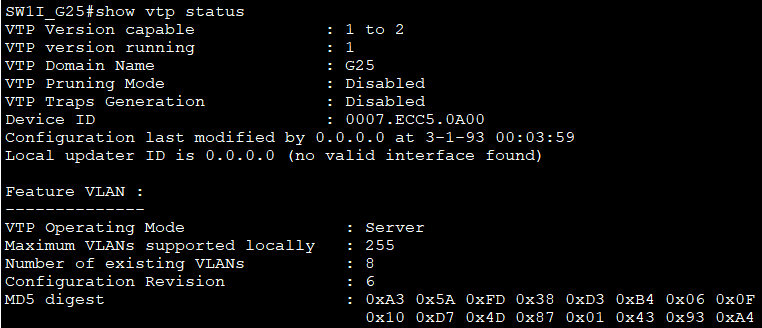 SW1I_G25#show vtp status
VTP Version capable             : 1 to 2
VTP version running             : 1
VTP Domain Name                 : G25
VTP Pruning Mode                : Disabled
VTP Traps Generation            : Disabled
Device ID                       : 0007.ECC5.0A00
Configuration last modified by 0.0.0.0 at 3-1-93 00:03:59
Local updater ID is 0.0.0.0 (no valid interface found)

Feature VLAN :
--------------
VTP Operating Mode                : Server
Maximum VLANs supported locally   : 255
Number of existing VLANs          : 8
Configuration Revision            : 6
MD5 digest                        : 0xA3 0x5A 0xFD 0x38 0xD3 0xB4 0x06 0x0F
                                    0x10 0xD7 0x4D 0x87 0x01 0x43 0x93 0xA4